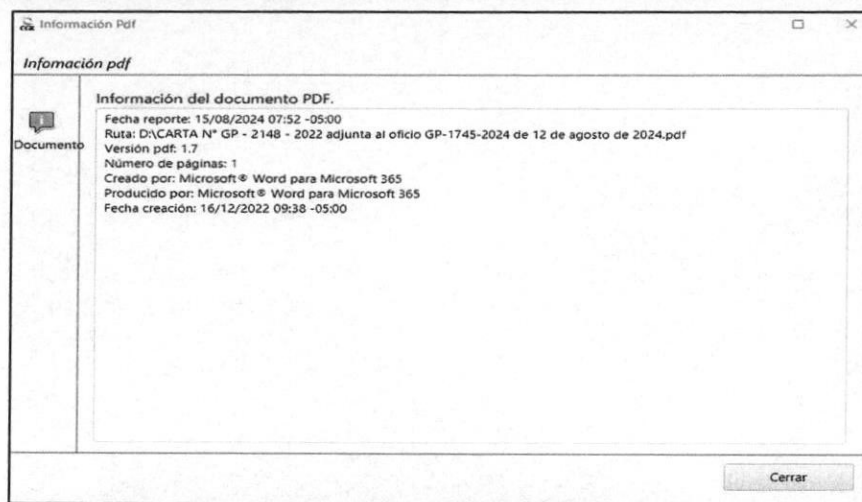 Información Pdf
Infomación pdf
Documento
Información del documento PDF.
Fecha reporte: 15/08/2024 07:52 -05:00
Ruta: D:\CARTA N° GP - 2148 - 2022 adjunta al oficio GP-1745-2024 de 12 de agosto de 2024.pdf
Versión pdf: 1.7
Número de páginas: 1
Creado por: Microsoft® Word para Microsoft 365
Producido por: Microsoft® Word para Microsoft 365
Fecha creación: 16/12/2022 09:38 -05:00
Cerrar